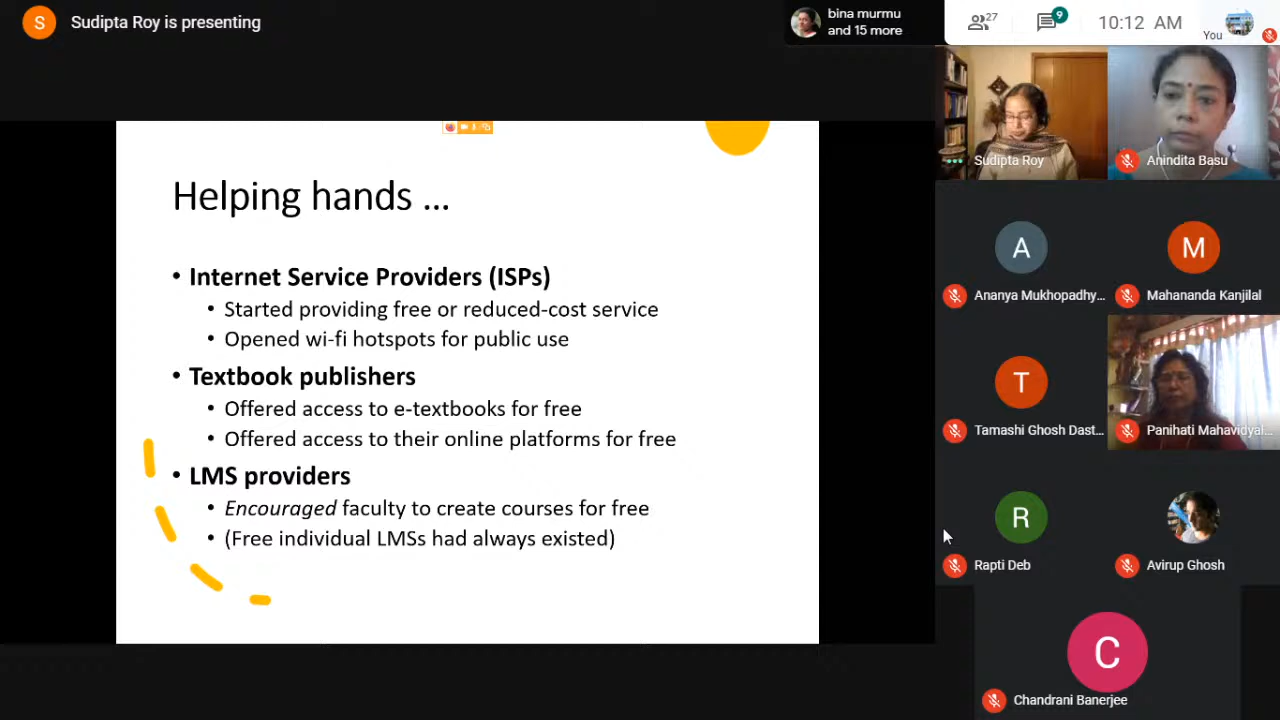 S
Sudipta Roy is presenting
bina murmu
and 15 more
27
9
10:12 AM
You
Helping hands ...
• Internet Service Providers (ISPs)
• Started providing free or reduced-cost service
• Opened wi-fi hotspots for public use
• Textbook publishers
• Offered access to e-textbooks for free
• Offered access to their online platforms for free
• LMS providers
• Encouraged faculty to create courses for free
• (Free individual LMSs had always existed)
Sudipta Roy
Anindita Basu
A
M
Ananya Mukhopadhy...
Mahananda Kanjilal
T
Tamashi Ghosh Dast...
Panihati Mahavidyal...
R
Rapti Deb
Avirup Ghosh
C
Chandrani Banerjee